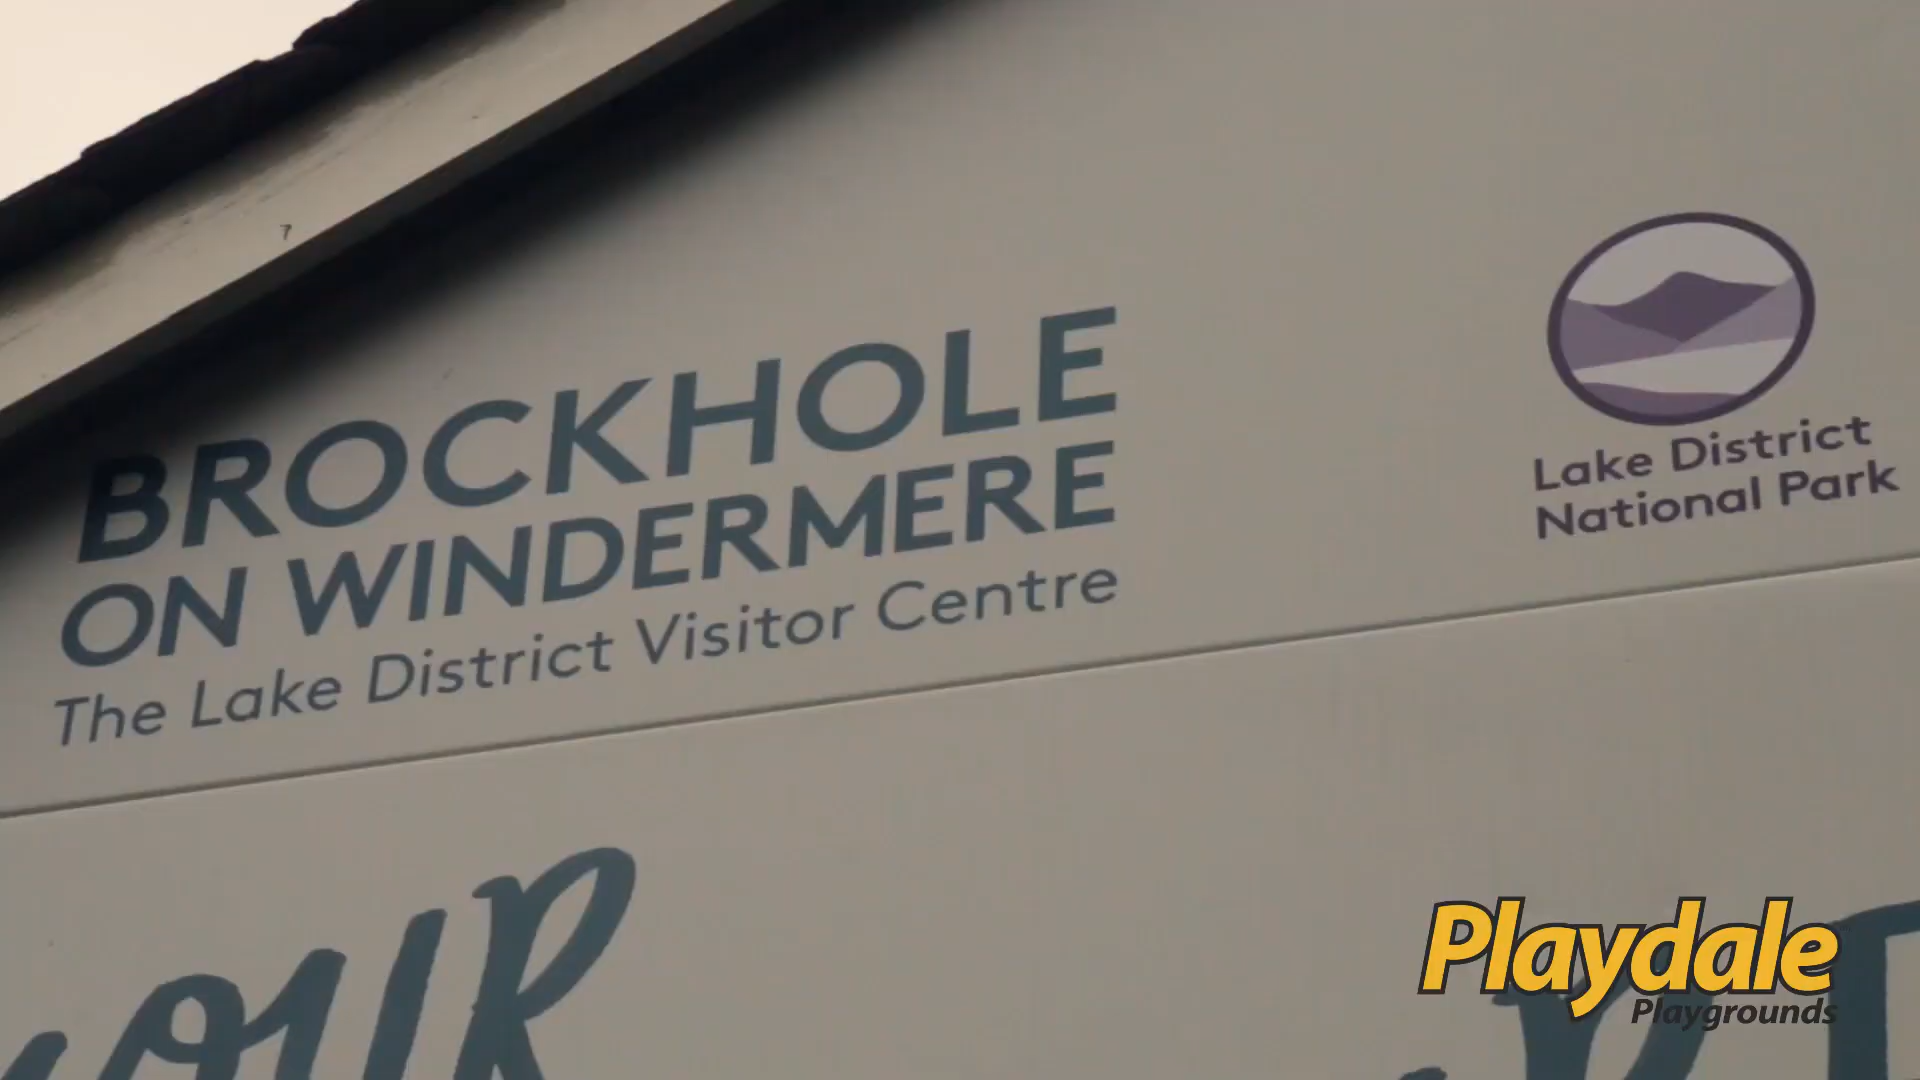 BROCKHOLE
ON WINDERMERE
The Lake District Visitor Centre
Lake District
National Park
Playdale
Playgrounds